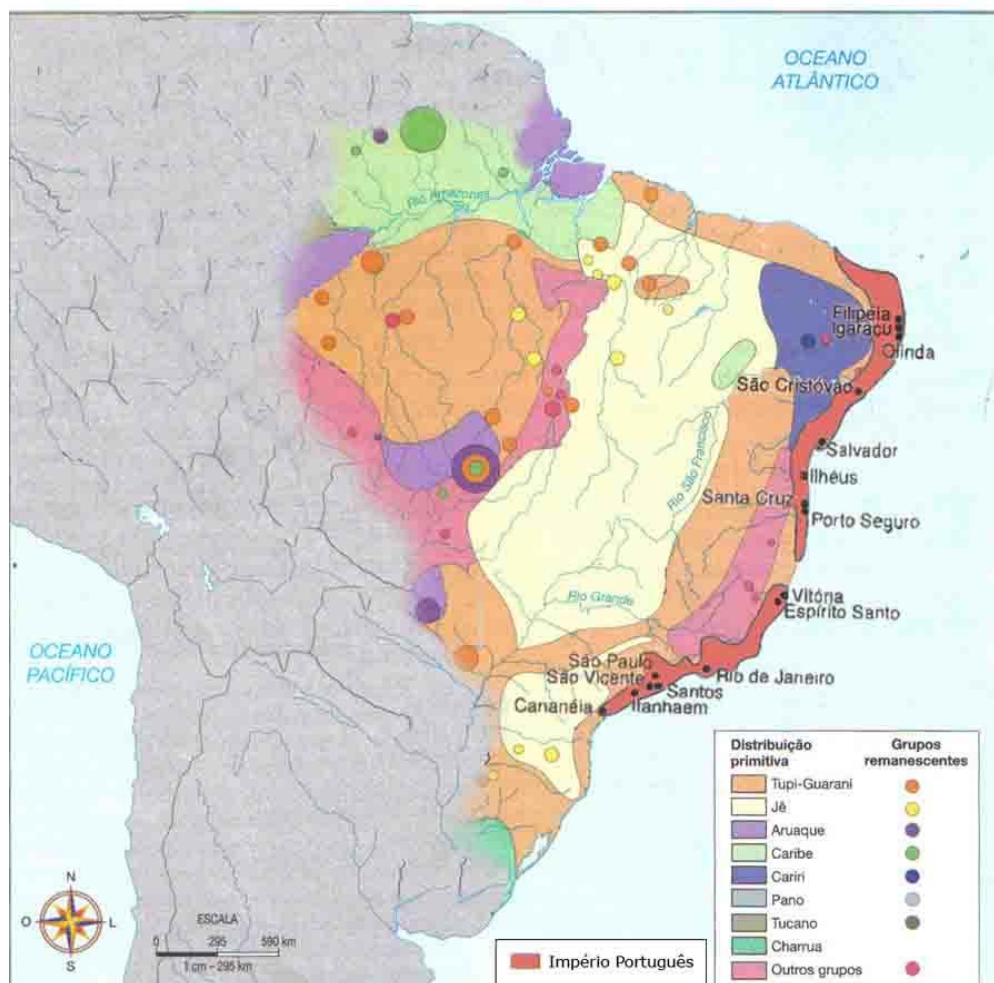 OCEANO
ATLÂNTICO
Rio Amazonas
Filipéia
Igaraçu
Olinda
São Cristóvão
Rio São Francisco
Salvador
Ilhéus
Santa Cruz
Porto Seguro
Rio Grande
Vitória
Espírito Santo
OCEANO
PACÍFICO
São Paulo
São Vicente
Rio de Janeiro
Santos
Cananéia
Itanhaem
Distribuição
primitiva
Grupos
remanescentes
Tupi-Guarani
Jê
Aruaque
Caribe
Cariri
Pano
Tucano
Charrua
Outros grupos
N
O
L
S
ESCALA
0 295 590 km
1 cm – 295 km
Império Português